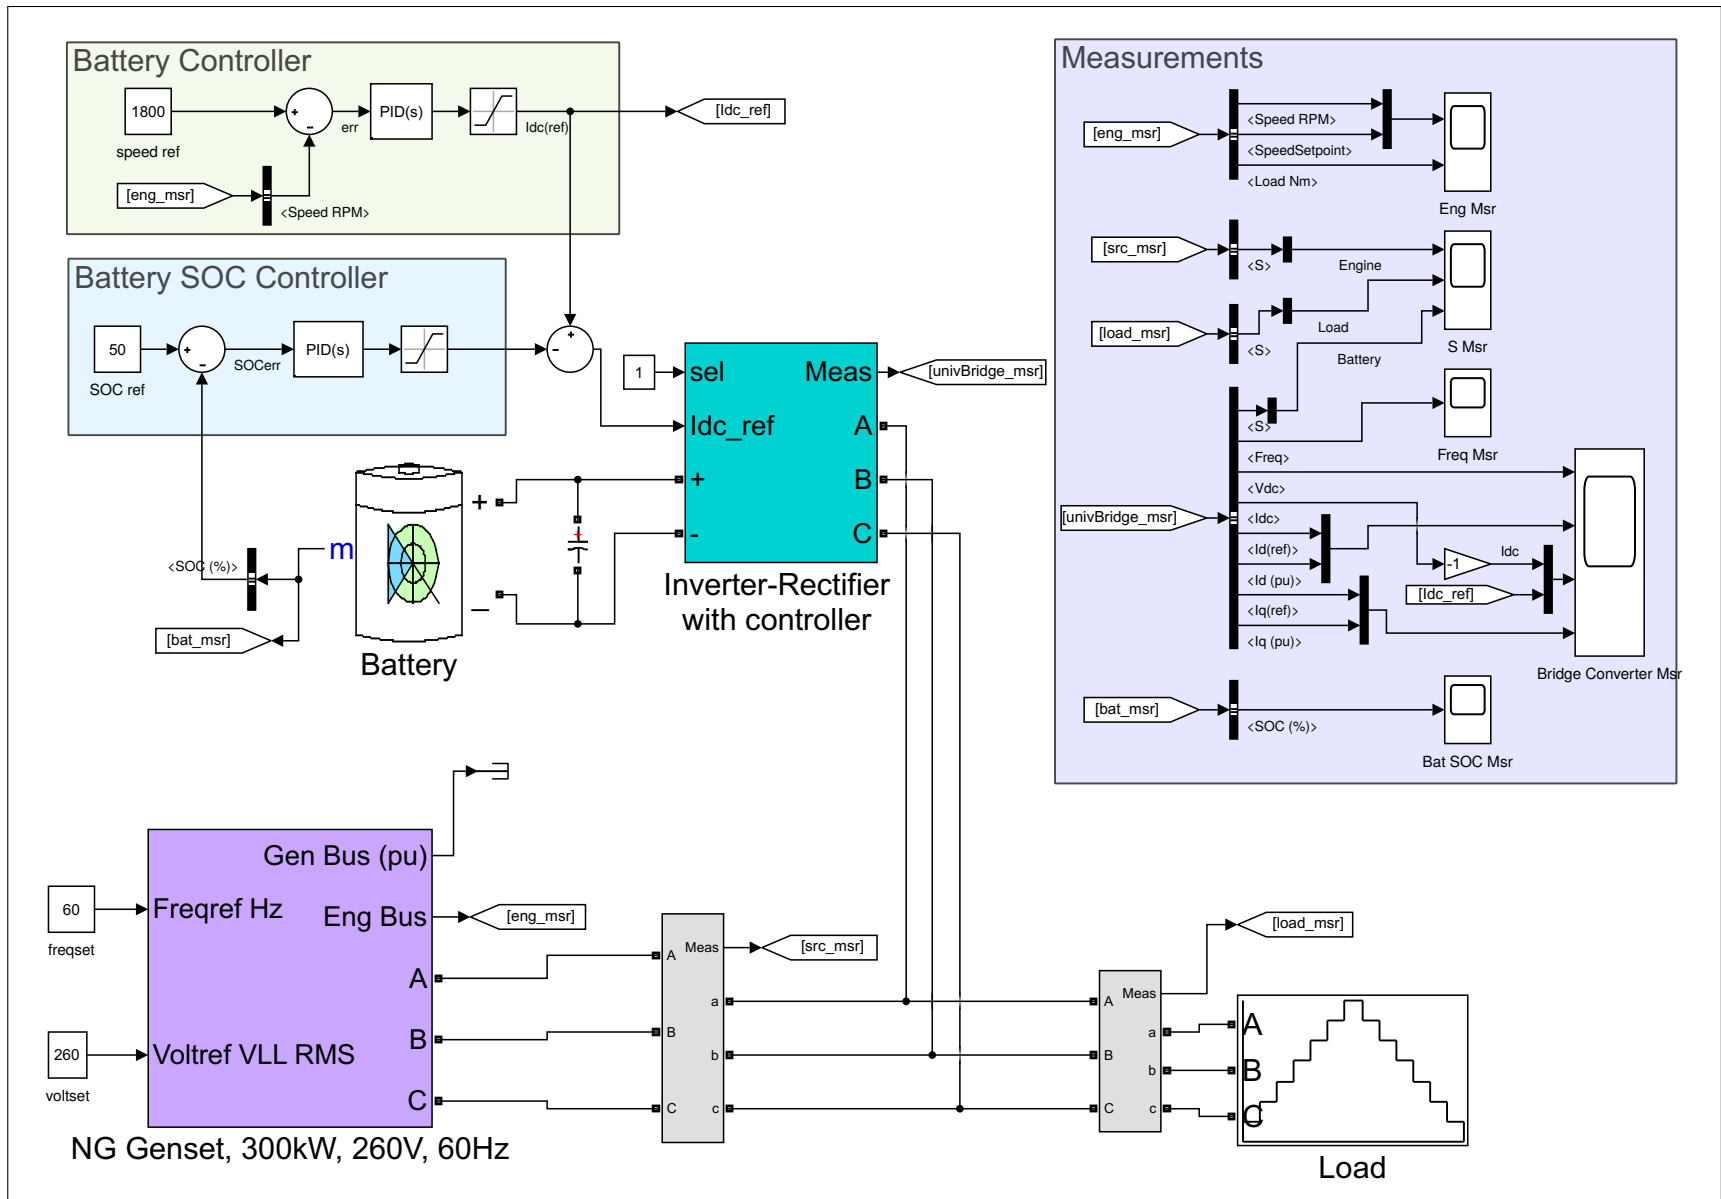 Battery Controller
1800
speed ref
+
-
err
PID(s)
Idc(ref)
[Idc_ref]
[eng_msr]
<Speed RPM>
Battery SOC Controller
50
SOC ref
+
-
SOCerr
PID(s)
-
+
<SOC (%)>
[bat_msr]
m
+
_
+
Battery
1
sel
Meas
Idc_ref
A
+
B
-
C
Inverter-Rectifier
with controller
[univBridge_msr]
Measurements
[eng_msr]
<Speed RPM>
<SpeedSetpoint>
<Load Nm>
Eng Msr
[src_msr]
<S>
Engine
[load_msr]
<S>
Load
Battery
S Msr
[univBridge_msr]
<S>
<Freq>
Freq Msr
<Vdc>
<Idc>
<Id(ref)>
<Id (pu)>
<Iq(ref)>
<Iq (pu)>
-1
Idc
[Idc_ref]
Bridge Converter Msr
[bat_msr]
<SOC (%)>
Bat SOC Msr
60
freqset
260
voltset
Gen Bus (pu)
Freqref Hz
Eng Bus
A
B
Voltref VLL RMS
C
NG Genset, 300kW, 260V, 60Hz
[eng_msr]
Meas
A
a
B
b
C
c
[src_msr]
Meas
A
a
B
b
C
c
[load_msr]
A
B
C
Load